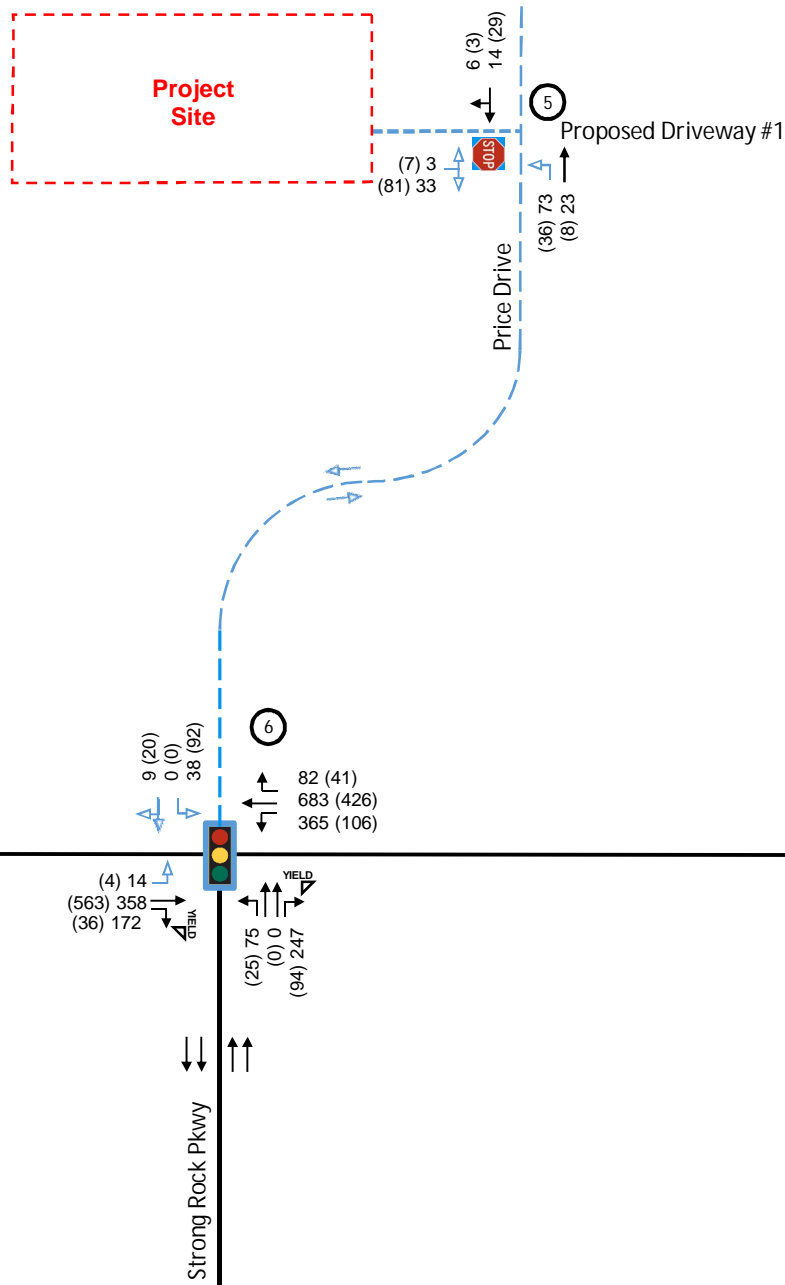 Project
Site
6 (3)
14 (29)
5
Proposed Driveway #1
STOP
(7) 3
(81) 33
(36) 73
(8) 23
Price Drive
6
9 (20)
0 (0)
38 (92)
82 (41)
683 (426)
365 (106)
(4) 14
(563) 358
(36) 172
YIELD
YIELD
(25) 75
(0) 0
(94) 247
Strong Rock Pkwy